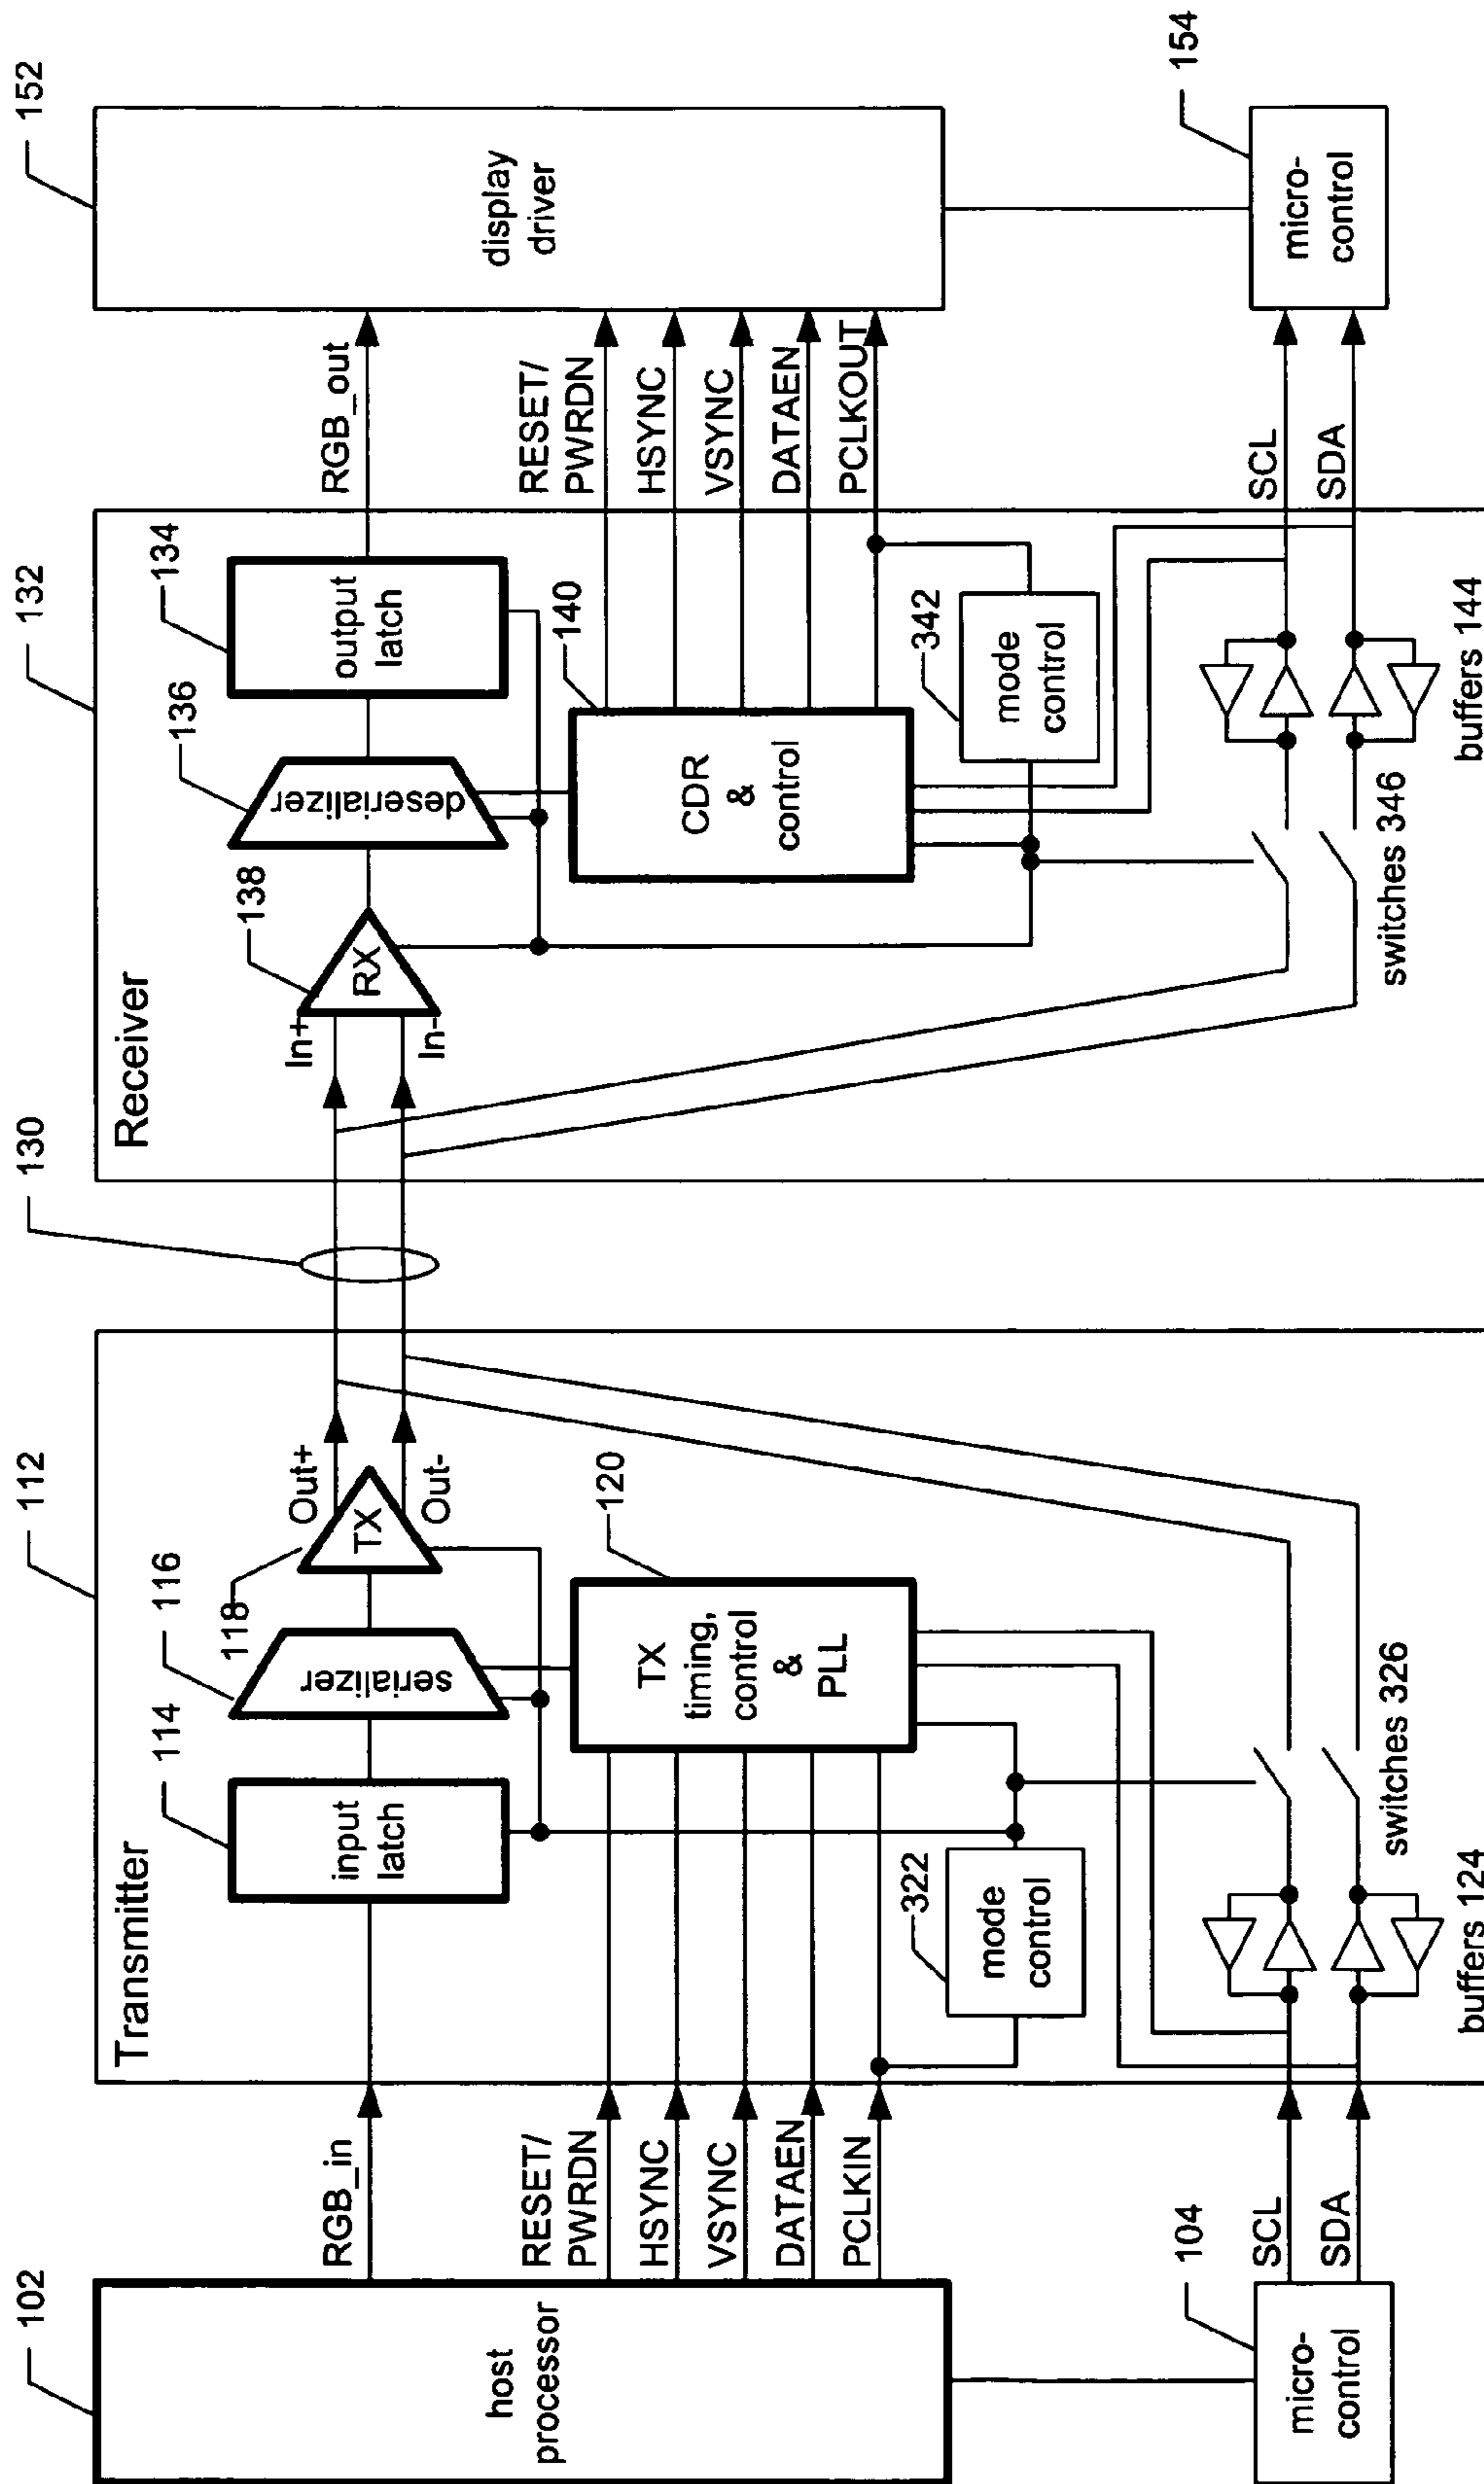 102
host
processor
104
micro-
control
RGB_in
RESET/
PWRDN
HSYNC
VSYNC
DATAEN
PCLKIN
SCL
SDA
112
Transmitter
114
input
latch
116
serializer
118
TX
Out+
Out-
120
TX
timing,
control
&
PLL
322
mode
control
switches 326
buffers 124
130
132
Receiver
In+
In-
138
RX
136
deserializer
134
output
latch
140
CDR
&
control
342
mode
control
switches 346
buffers 144
RGB_out
RESET/
PWRDN
HSYNC
VSYNC
DATAEN
PCLKOUT
SCL
SDA
152
display
driver
154
micro-
control